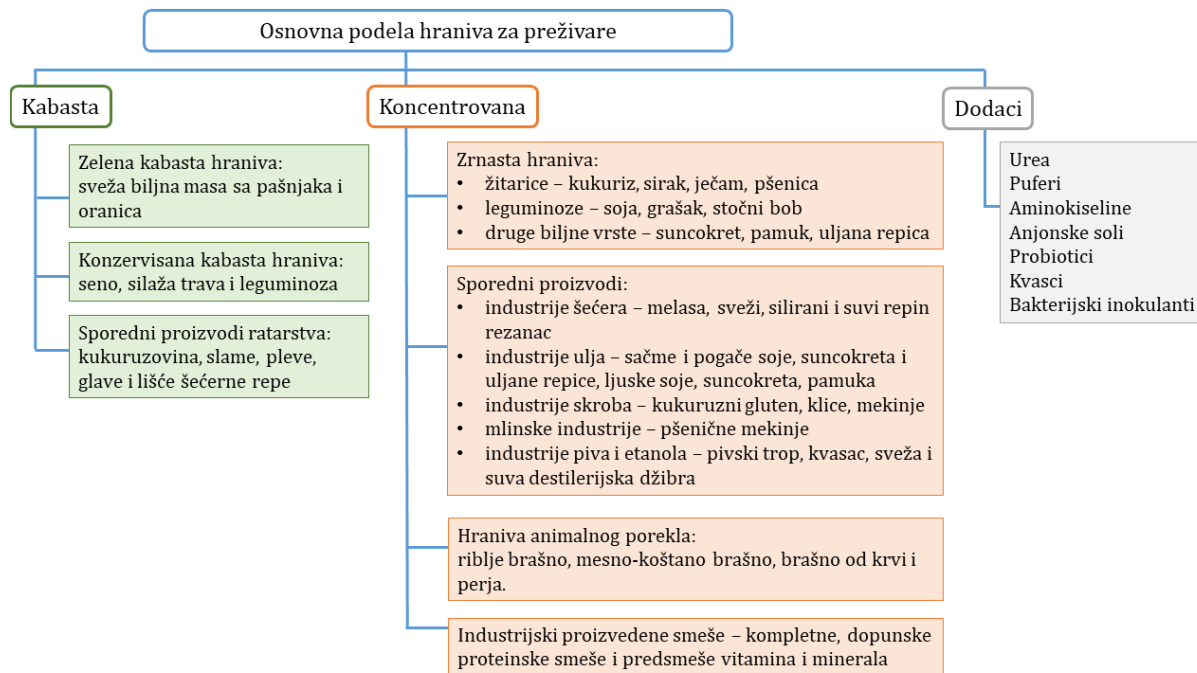 Osnovna podela hraniva za preživare
Kabasta
Zelena kabasta hraniva:
sveža biljna masa sa pašnjaka i
oranica
Konzervisana kabasta hraniva:
seno, silaža trava i leguminoza
Sporedni proizvodi ratarstva:
kukuruzovina, slame, pleve,
glave i lišće šećerne repe
Koncentrovana
Zrnasta hraniva:
• žitarice – kukuriz, sirak, ječam, pšenica
• leguminoze – soja, grašak, stočni bob
• druge biljne vrste – suncokret, pamuk, uljana repica
Sporedni proizvodi:
• industrije šećera – melasa, sveži, silirani i suvi repin
rezanac
• industrije ulja – sačme i pogače soje, suncokreta i
uljane repice, ljuske soje, suncokreta, pamuka
• industrije skroba – kukuruzni gluten, klice, mekinje
• mlinske industrije – pšenične mekinje
• industrije piva i etanola – pivski trop, kvasac, sveža i
suva destilerijska džibra
Hraniva animalnog porekla:
riblje brašno, mesno-koštano brašno, brašno od krvi i
perja.
Industrijski proizvedene smeše – kompletne, dopunske
proteinske smeše i predsmeše vitamina i minerala
Dodaci
Urea
Puferi
Aminokiseline
Anjonske soli
Probiotici
Kvasci
Bakterijski inokulanti